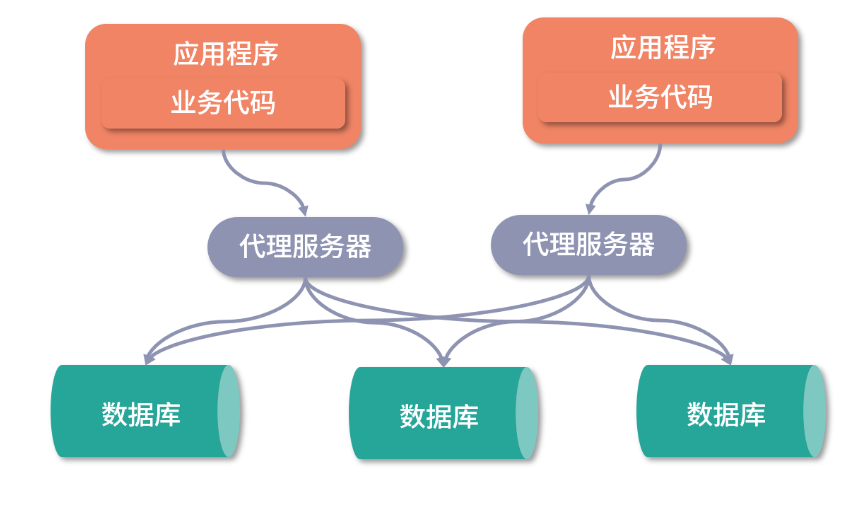 应用程序
业务代码
应用程序
业务代码
代理服务器
代理服务器
数据库
数据库
数据库